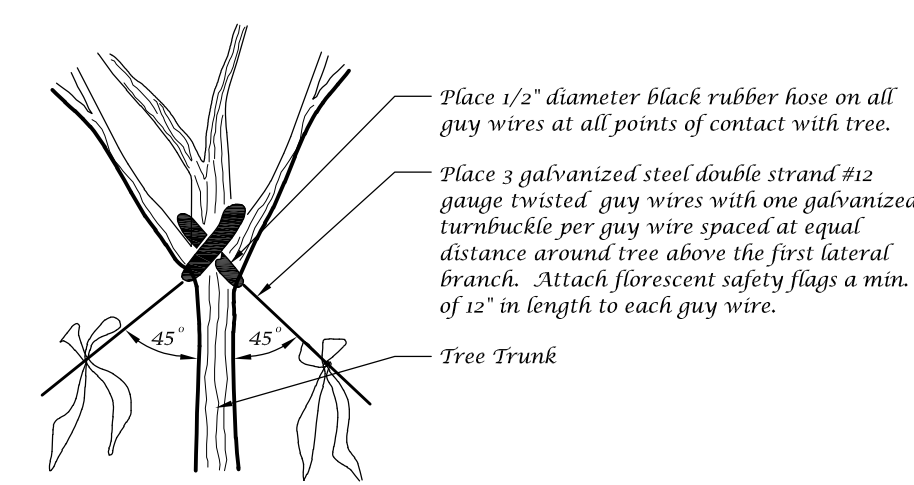 Place 1/2" diameter black rubber hose on all
guy wires at all points of contact with tree.
Place 3 galvanized steel double strand #12
gauge twisted guy wires with one galvanized
turnbuckle per guy wire spaced at equal
distance around tree above the first lateral
branch. Attach florescent safety flags a min.
of 12" in length to each guy wire.
45° 45°
Tree Trunk